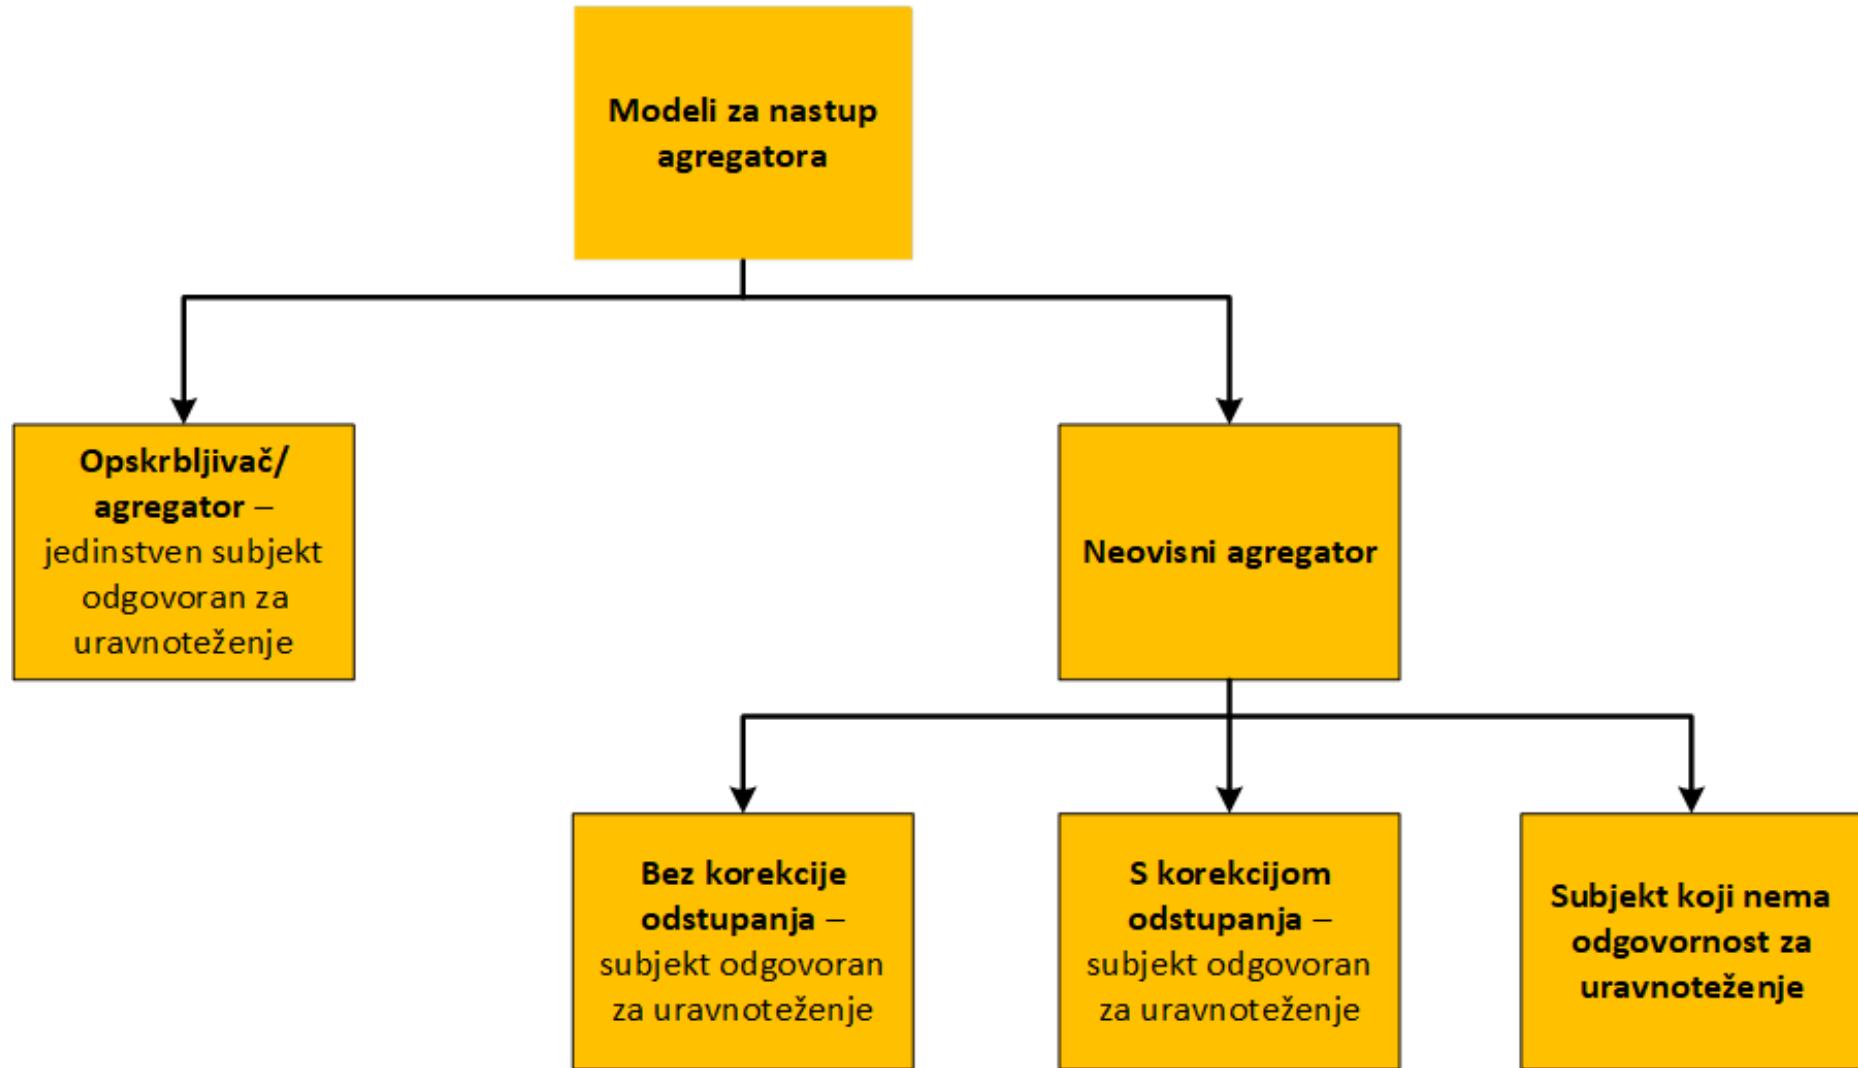 Modeli za nastup
agregatora
Opskrbljivač/
agregator –
jedinstven subjekt
odgovoran za
uravnoteženje
Neovisni agregator
Bez korekcije
odstupanja –
subjekt odgovoran
za uravnoteženje
S korekcijom
odstupanja –
subjekt odgovoran
za uravnoteženje
Subjekt koji nema
odgovornost za
uravnoteženje